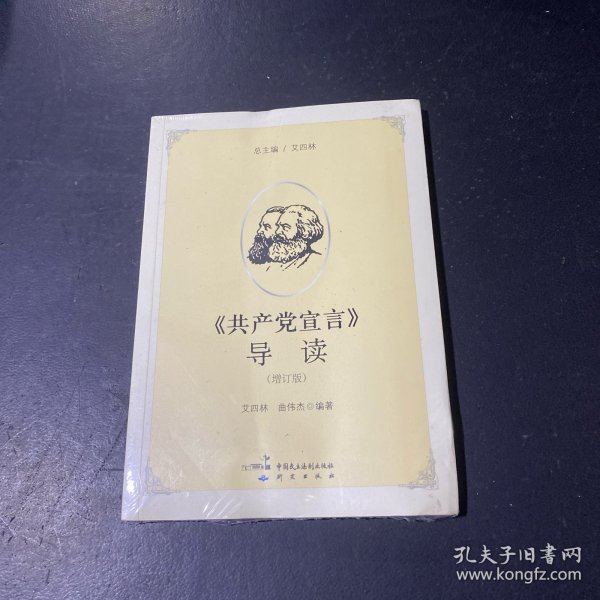 总主编 / 艾四林
《共产党宣言》
导 读
(增订版)
艾四林 曲伟杰◎编著
中国民主法制出版社
研究出版社
孔夫子旧书网
www.kongfz.com